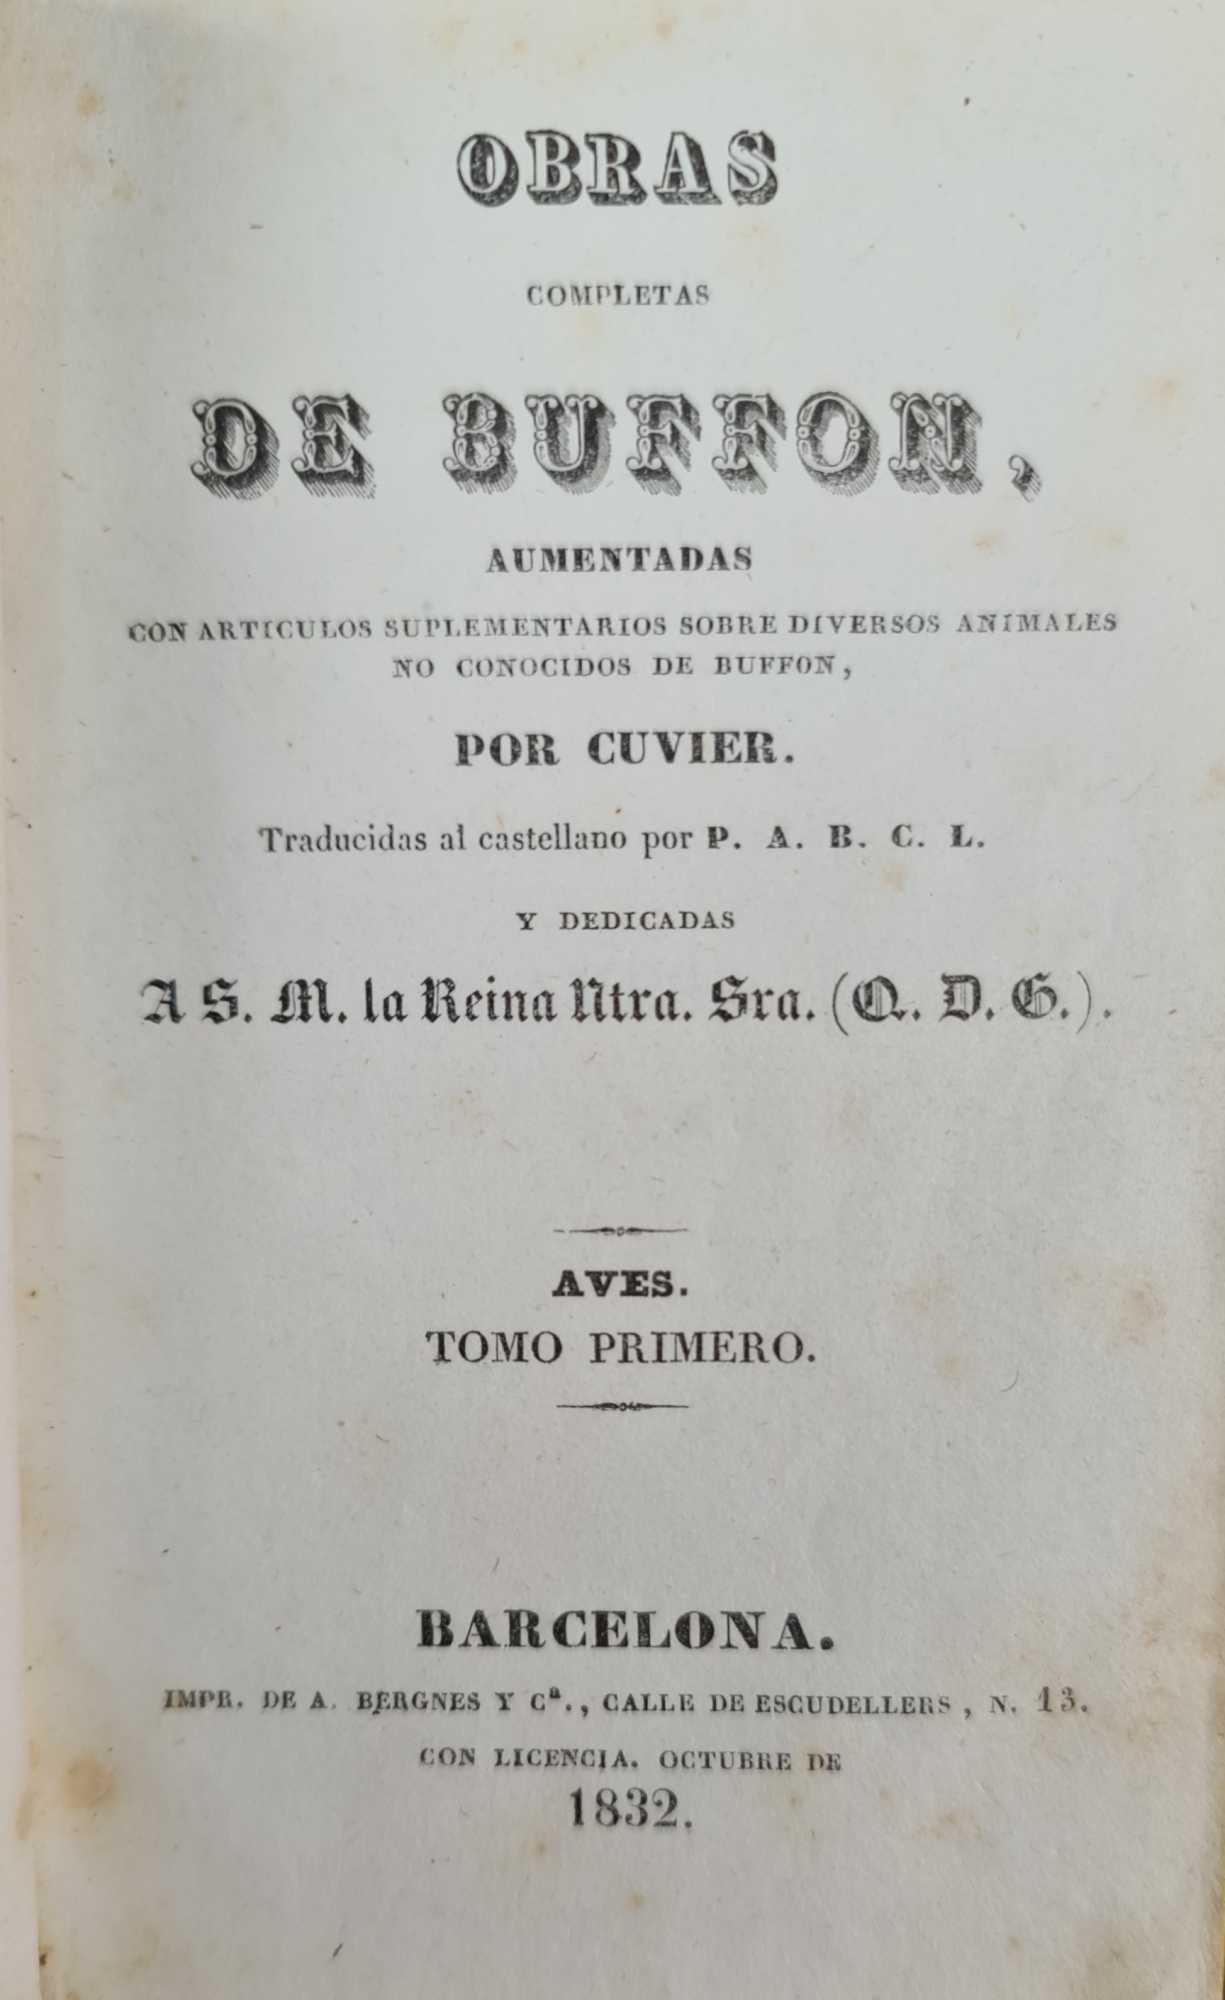 OBRAS
COMPLETAS
DE BUFFON,
AUMENTADAS
CON ARTICULOS SUPLEMENTARIOS SOBRE DIVERSOS ANIMALES
NO CONOCIDOS DE BUFFON,
POR CUVIER.
Traducidas al castellano por P. A. B. C. L.
Y DEDICADAS
A S. M. la Reina Ntra. Sra. (Q. D. G.).
AVES.
TOMO PRIMERO.
BARCELONA.
IMPR. DE A. BERGNES Y Cª., CALLE DE ESCUDELLERS, N. 13.
CON LICENCIA. OCTUBRE DE
1832.